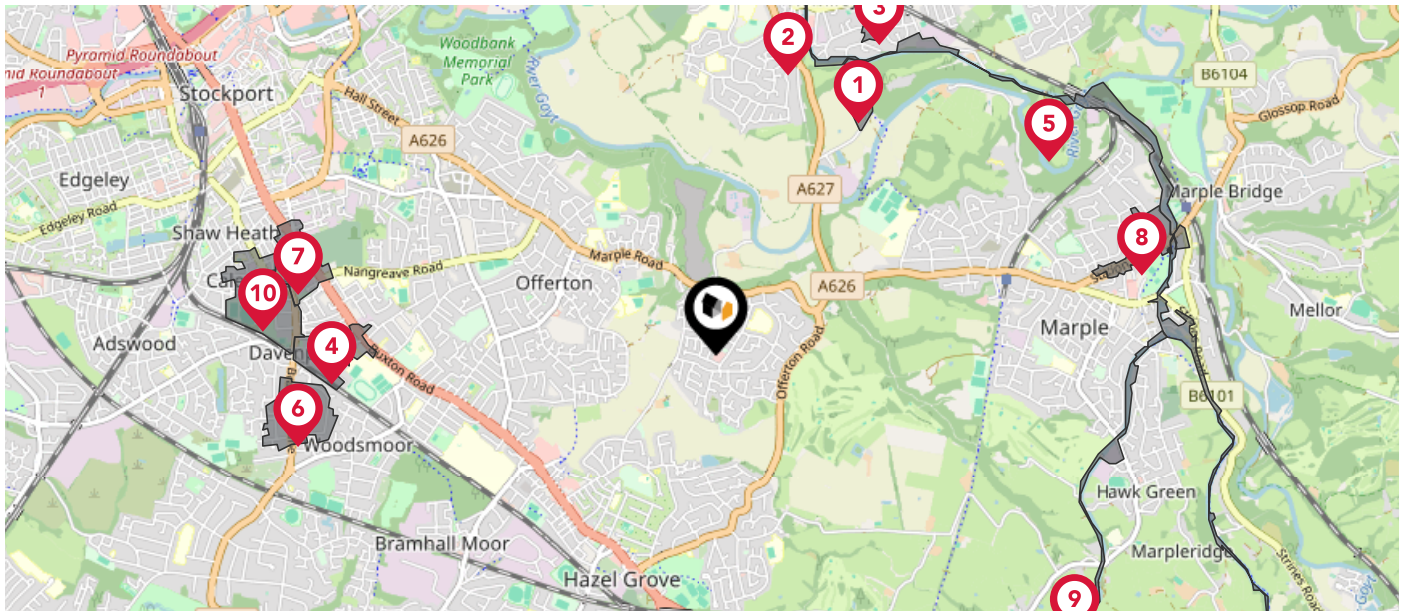 3
Pyramid Roundabout
nid Roundabout
1
Woodbank
Memorial
Park
2
B6104
Stockport
Hall Street
River Goyt
1
Glossop Road
A626
5
Edgeley
A627
Marple Bridge
Edgeley Road
Shaw Heath
8
7
Nangreave Road
Marple Road
Offerton
A626
10
Mellor
Adswood
Marple
4
Buxton Road
Offerton Road
B6101
6
Woodsmoor
Hawk Green
Bramhall Moor
Marpleridge
Hazel Grove
Strines Road
Goyt
9